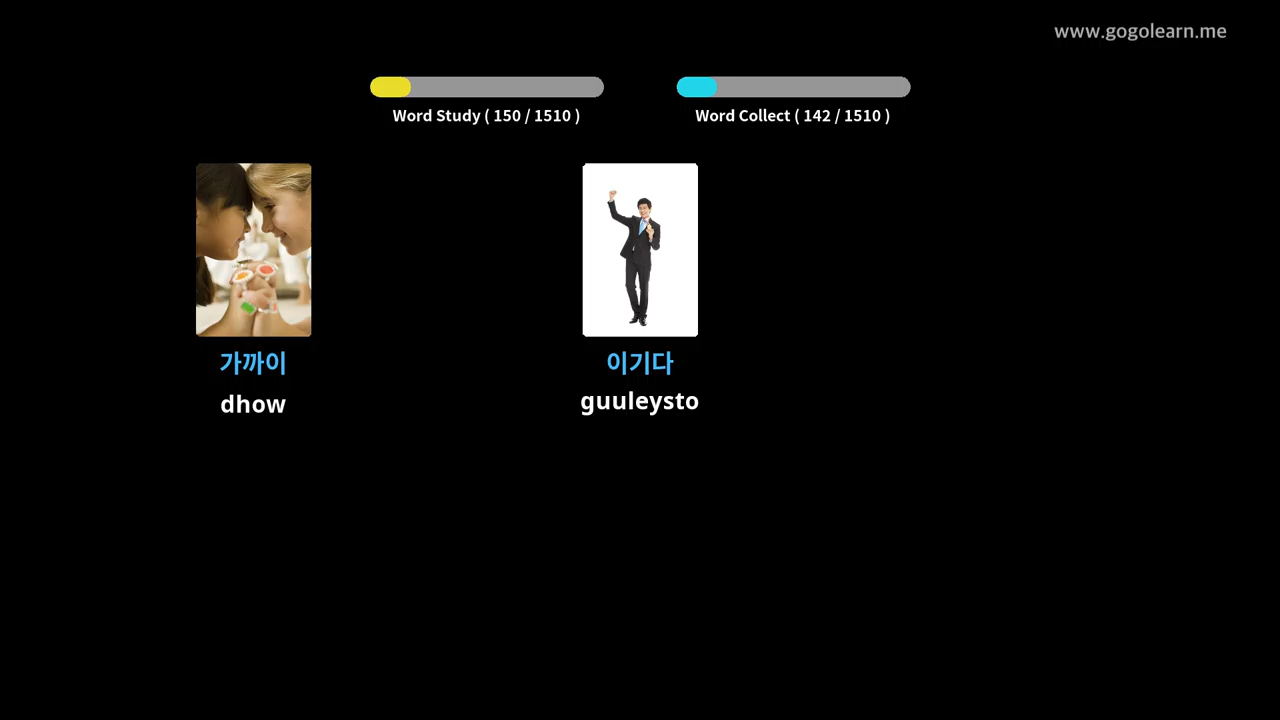 www.gogolearn.me
Word Study ( 150 / 1510 )
Word Collect ( 142 / 1510 )
가까이
이기다
dhow
guuleysto